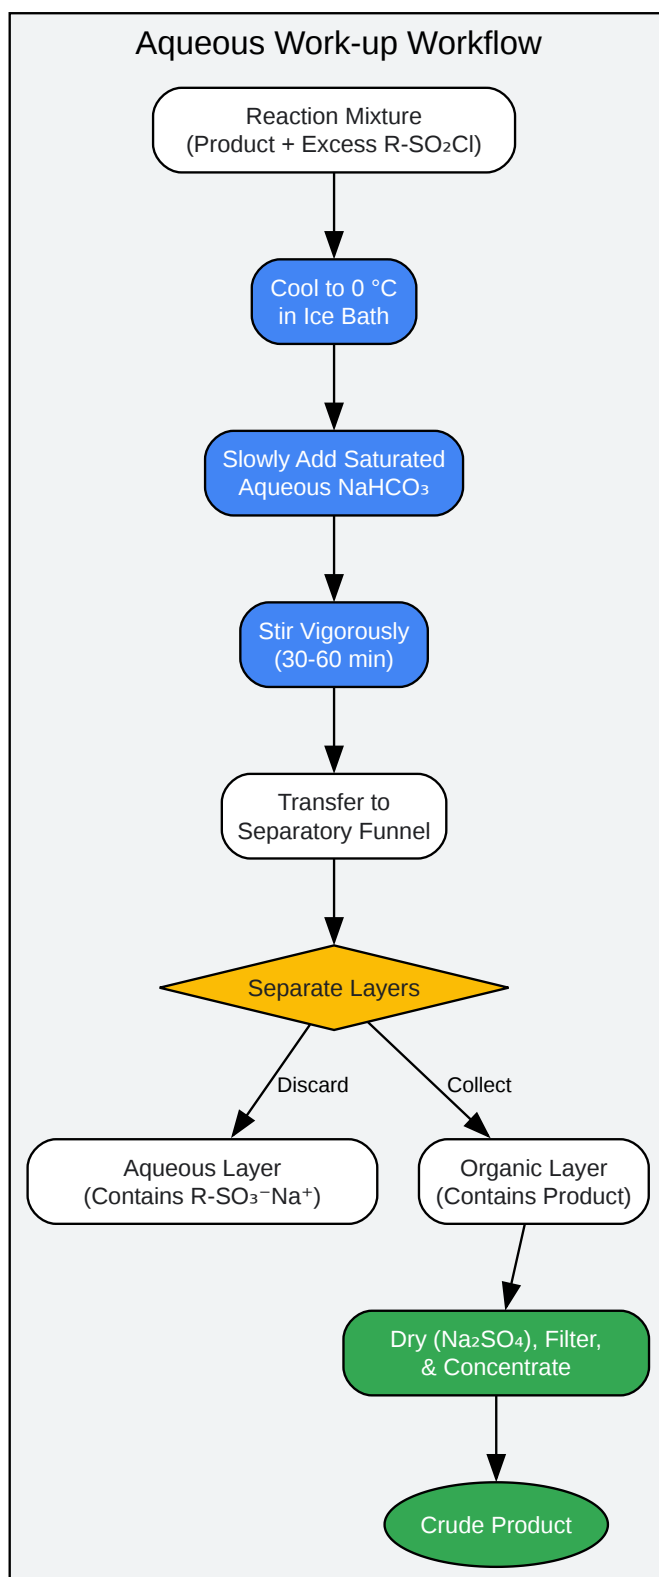 Aqueous Work-up Workflow
Reaction Mixture
(Product + Excess R-SO₂Cl)
Cool to 0 °C
in Ice Bath
Slowly Add Saturated
Aqueous NaHCO₃
Stir Vigorously
(30-60 min)
Transfer to
Separatory Funnel
Separate Layers
Discard
Collect
Aqueous Layer
(Contains R-SO₃⁻Na⁺)
Organic Layer
(Contains Product)
Dry (Na₂SO₄), Filter,
& Concentrate
Crude Product